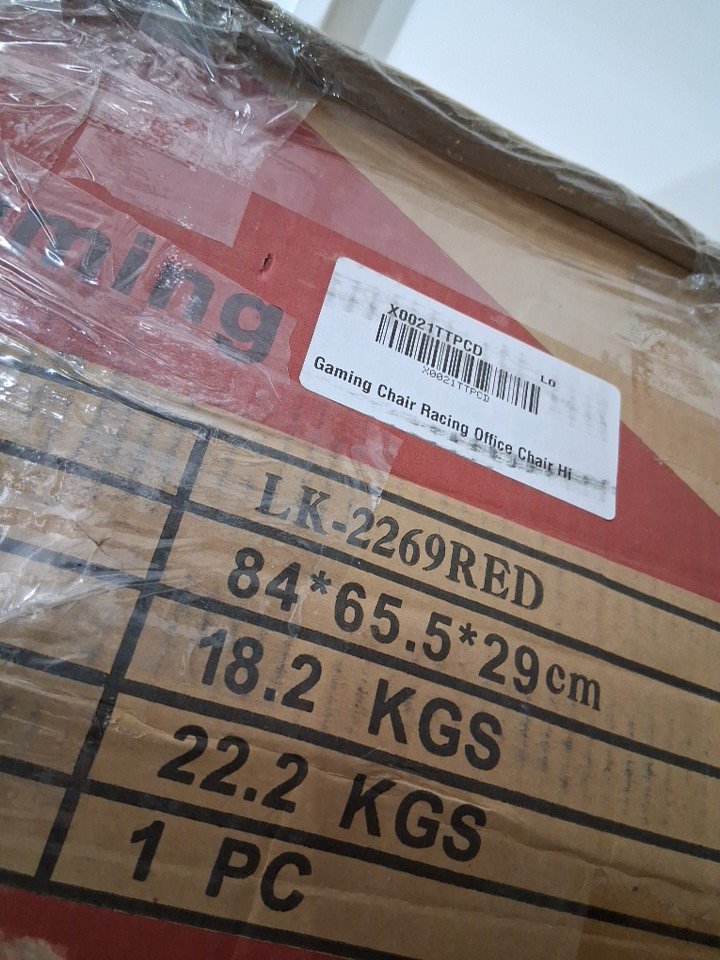 ming
X0021TTPCD
LO
X0021TTPCD
Gaming Chair Racing Office Chair Hi
LK-2269RED
84*65.5*29cm
18.2 KGS
22.2 KGS
1 PC